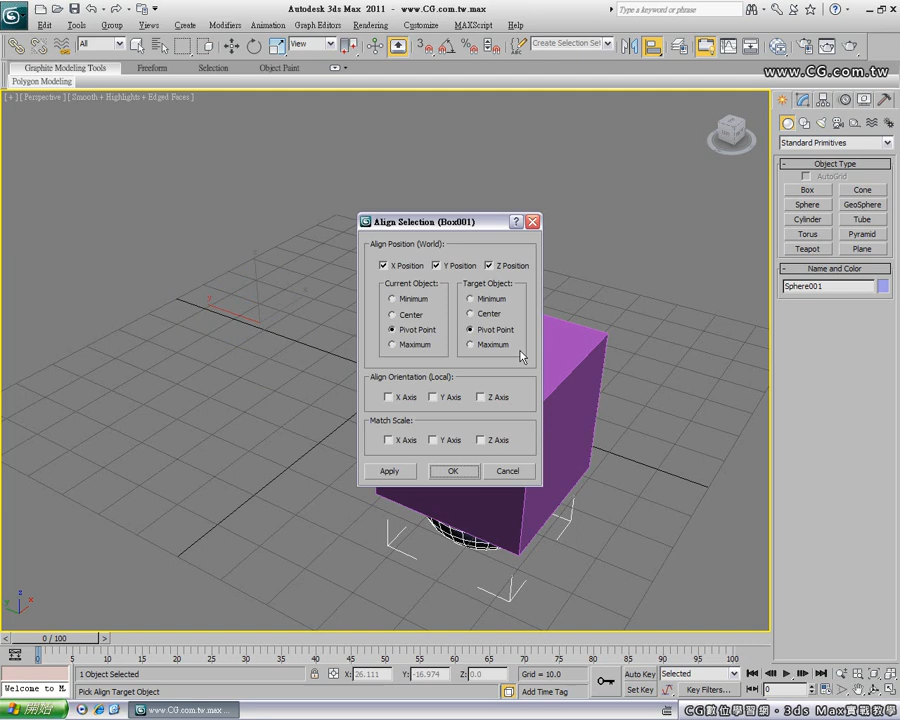 Autodesk 3ds Max 2011 - www.CG.com.tw.max
Type a keyword or phrase
Edit Tools Group Views Create Modifiers Animation Graph Editors Rendering Customize MAXScript Help
All View Create Selection Set
Graphite Modeling Tools Freeform Selection Object Paint
www.CG.com.tw
Polygon Modeling
[ + ] [ Perspective ] [ Smooth + Highlights + Edged Faces ]
Standard Primitives
Object Type
AutoGrid
Box Cone
Sphere GeoSphere
Cylinder Tube
Torus Pyramid
Teapot Plane
Name and Color
Sphere001
Align Selection (Box001)
Align Position (World):
X Position Y Position Z Position
Current Object: Target Object:
Minimum Minimum
Center Center
Pivot Point Pivot Point
Maximum Maximum
Align Orientation (Local):
X Axis Y Axis Z Axis
Match Scale:
X Axis Y Axis Z Axis
Apply OK Cancel
0 / 100
0 5 10 15 20 25 30 35 40 45 50 55 60 65 70 75 80 85 90 95 100
1 Object Selected X: 26.111 Y: -16.974 Z: 0.0 Grid = 10.0 Auto Key Selected
Welcome to M Pick Align Target Object Add Time Tag Set Key Key Filters... 0
開始 www.CG.com.tw.max ... CG數位學習網・3ds Max實戰教學